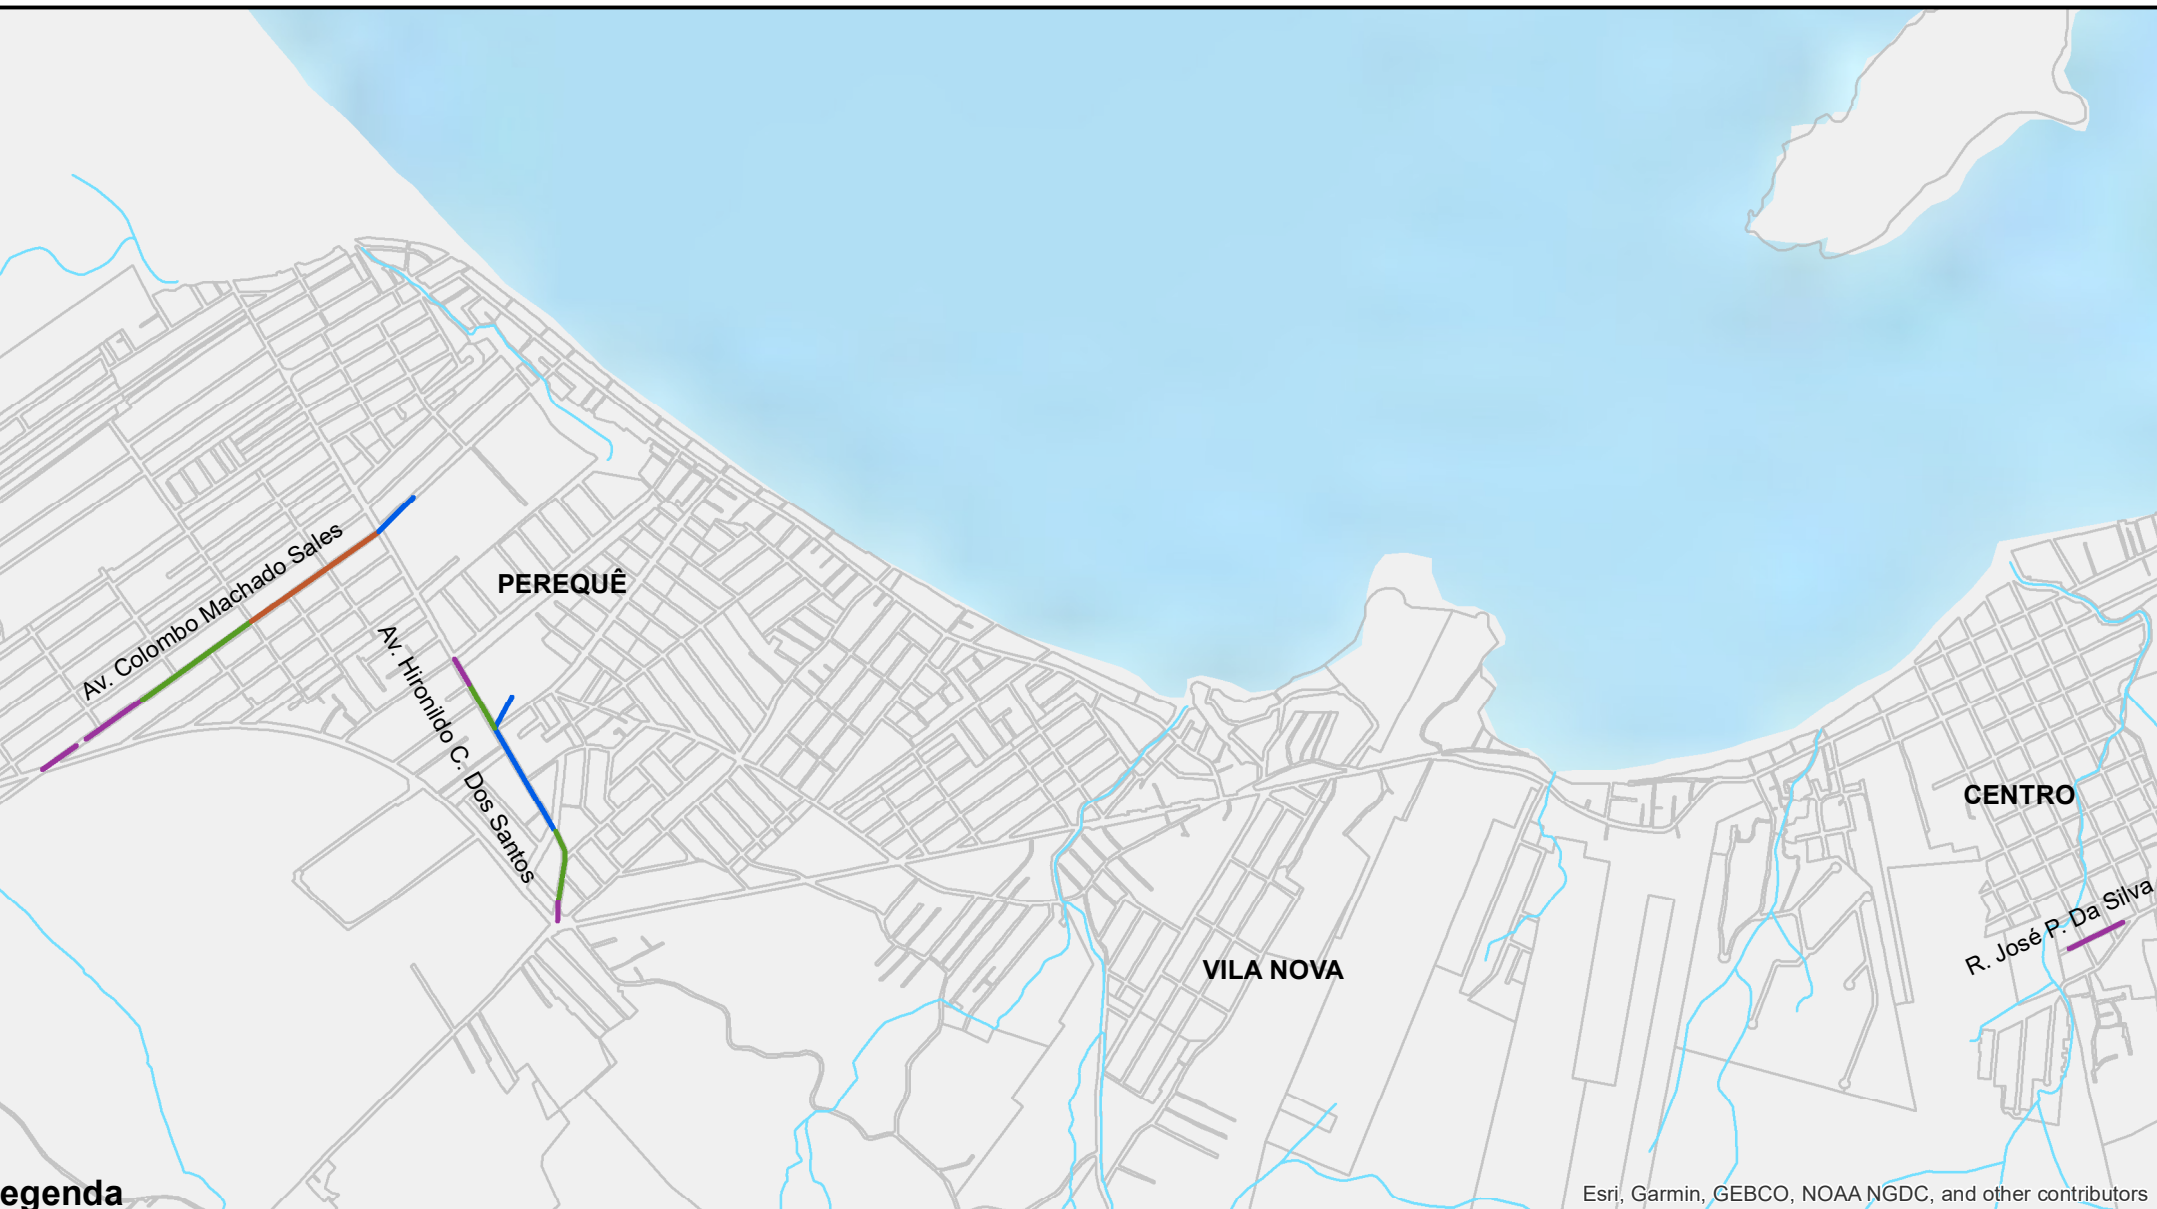 Av. Colombo Machado Sales
PEREQUÊ
Av. Hironildo C. Dos Santos
CENTRO
R. José P. Da Silva
VILA NOVA
egenda
Esri, Garmin, GEBCO, NOAA NGDC, and other contributors